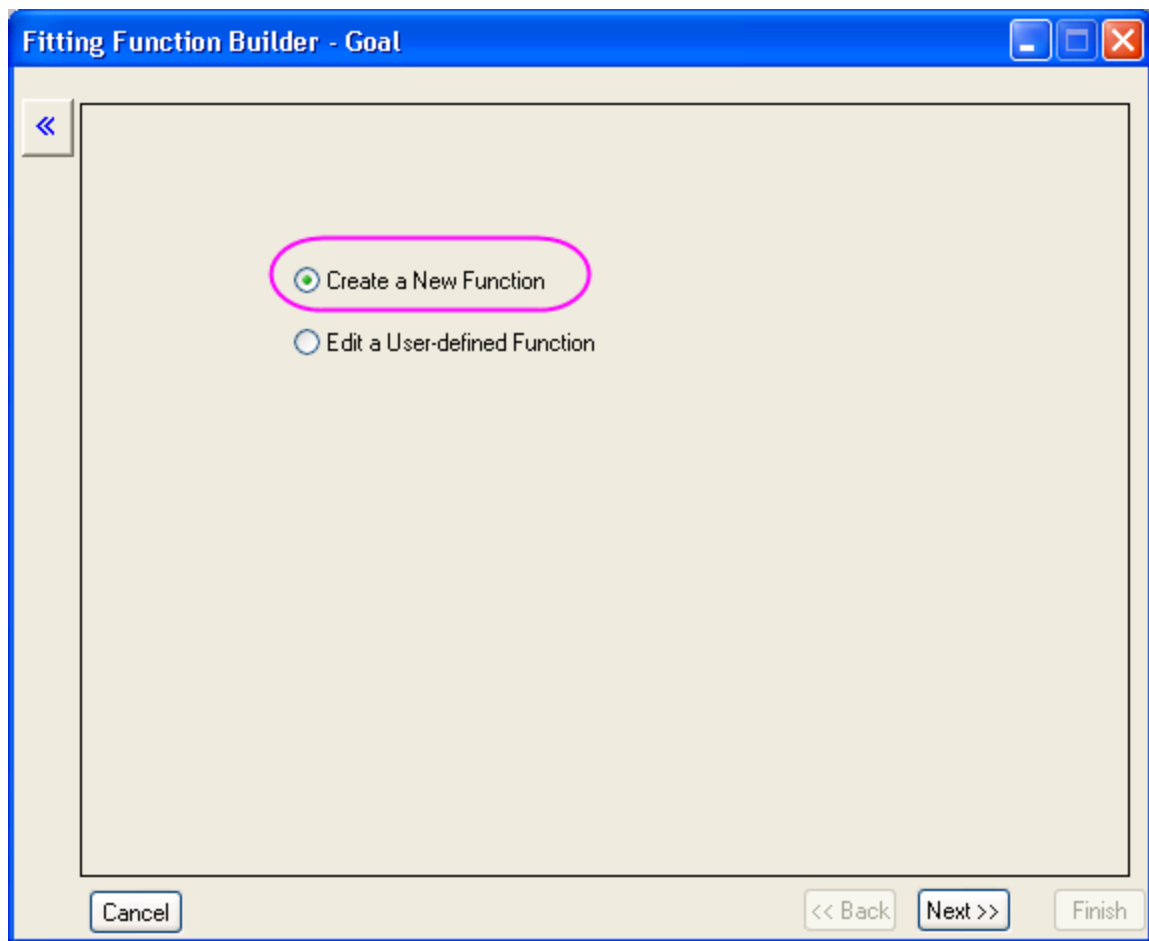 Fitting Function Builder - Goal
«
Create a New Function
Edit a User-defined Function
Cancel
<< Back
Next >>
Finish